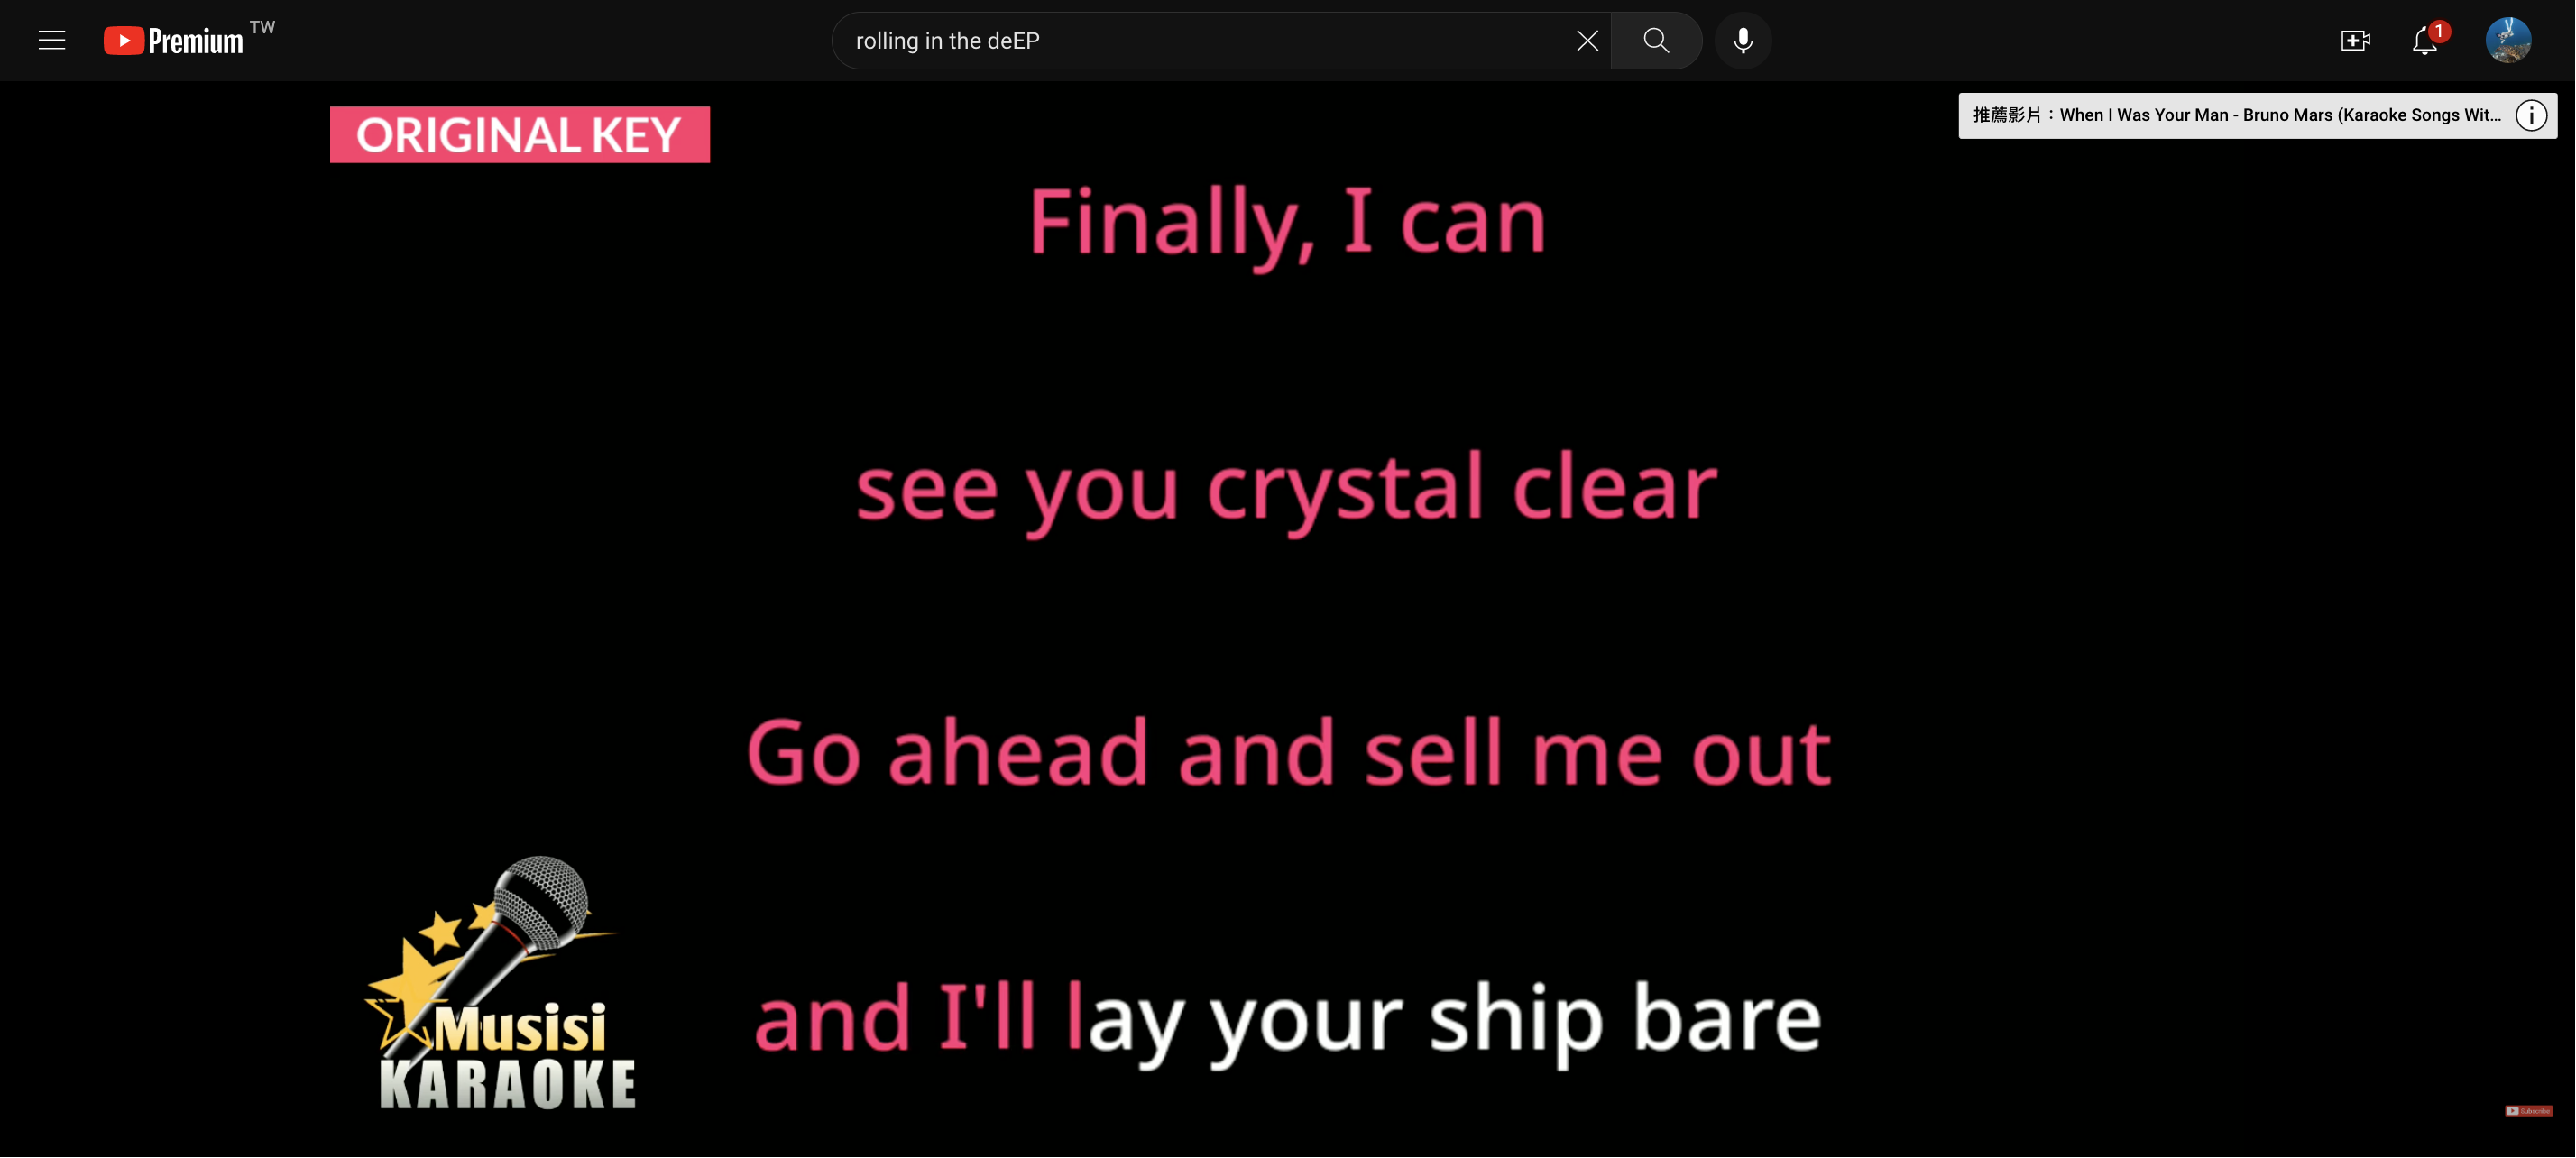 Premium TW
rolling in the deEP
1
ORIGINAL KEY
推薦影片：When I Was Your Man - Bruno Mars (Karaoke Songs Wit...
Finally, I can
see you crystal clear
Go ahead and sell me out
and I'll lay your ship bare
Musisi
KARAOKE
Subscribe